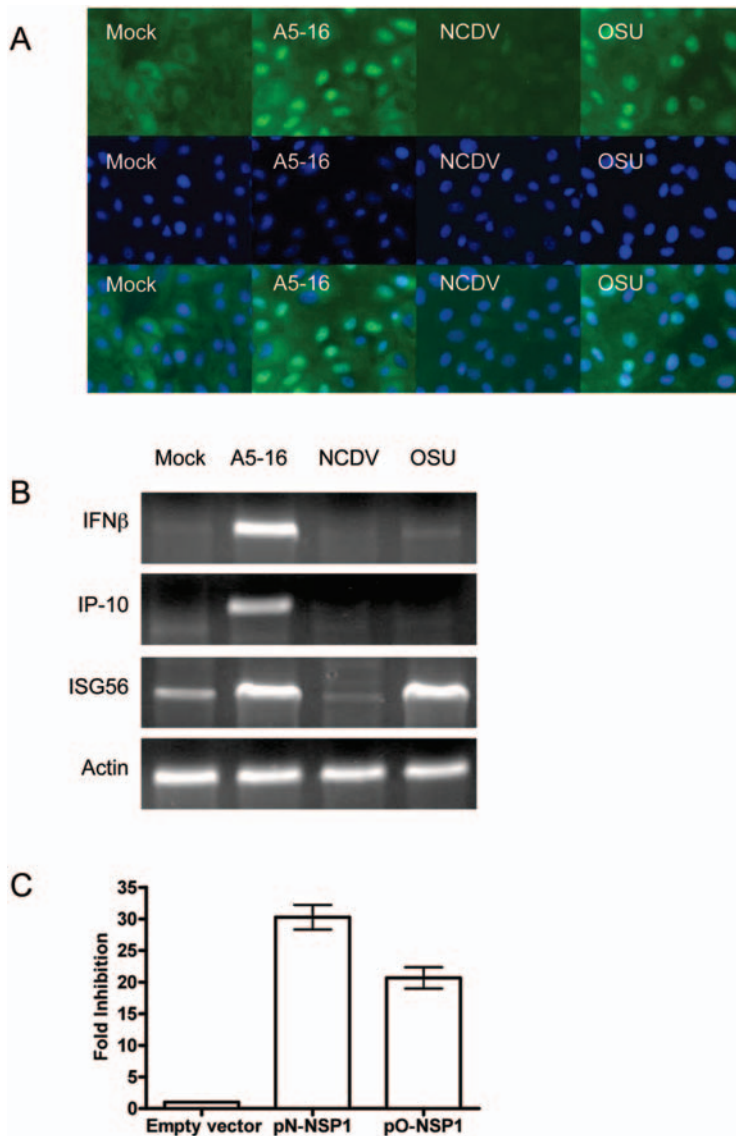 A
Mock A5-16 NCDV OSU
Mock A5-16 NCDV OSU
Mock A5-16 NCDV OSU
B
Mock A5-16 NCDV OSU
IFNβ
IP-10
ISG56
Actin
C
Fold Inhibition
35
30
25
20
15
10
5
0
Empty vector pN-NSP1 pO-NSP1